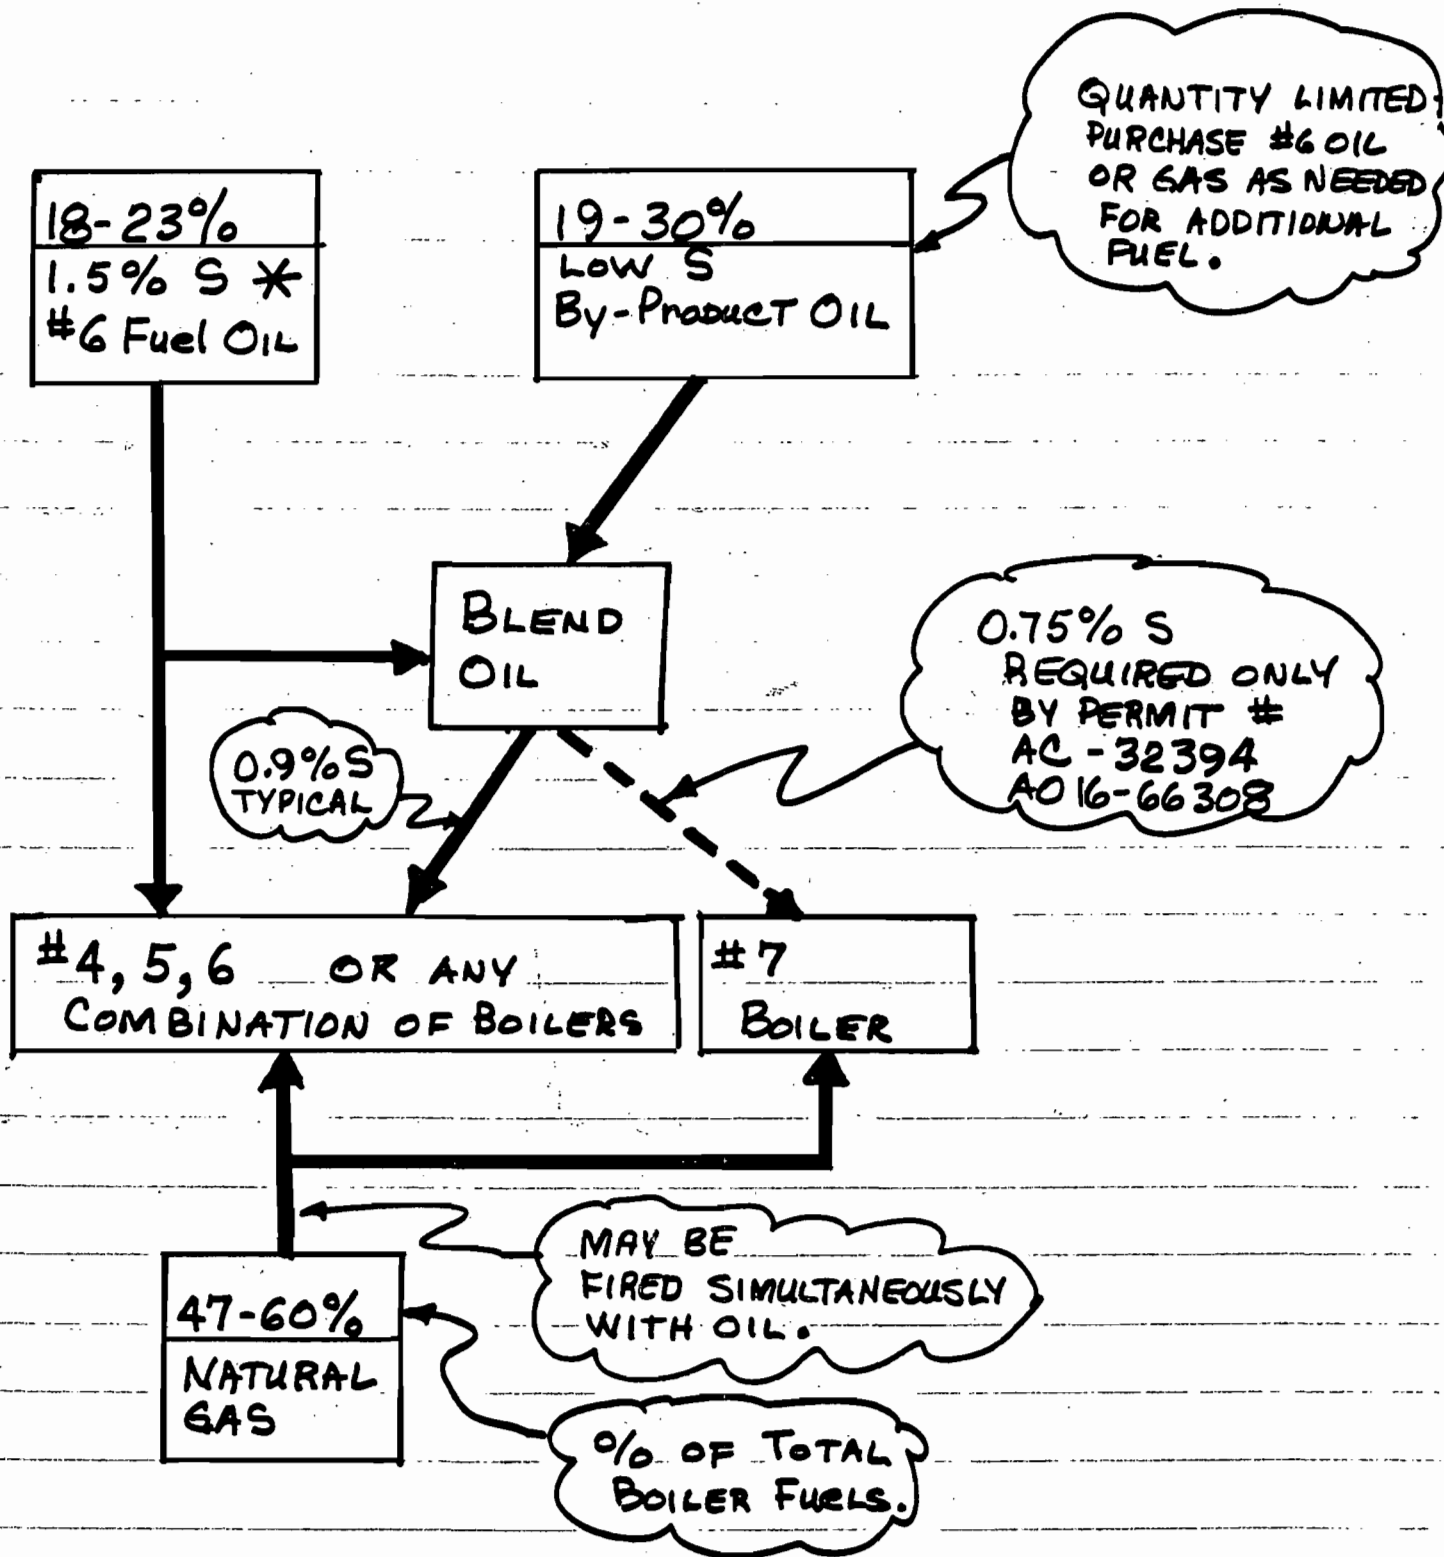 QUANTITY LIMITED
PURCHASE #6 OIL
OR GAS AS NEEDED
FOR ADDITIONAL
FUEL.
18-23%
1.5% S *
#6 Fuel OIL
19-30%
LOW S
By-PRODUCT OIL
BLEND
OIL
0.75% S
REQUIRED ONLY
BY PERMIT #
AC-32394
AO 16-66308
0.9% S
TYPICAL
#4, 5, 6 OR ANY
COMBINATION OF BOILERS
#7
BOILER
MAY BE
FIRED SIMULTANEOUSLY
WITH OIL.
47-60%
NATURAL
GAS
% OF TOTAL
BOILER FUELS.